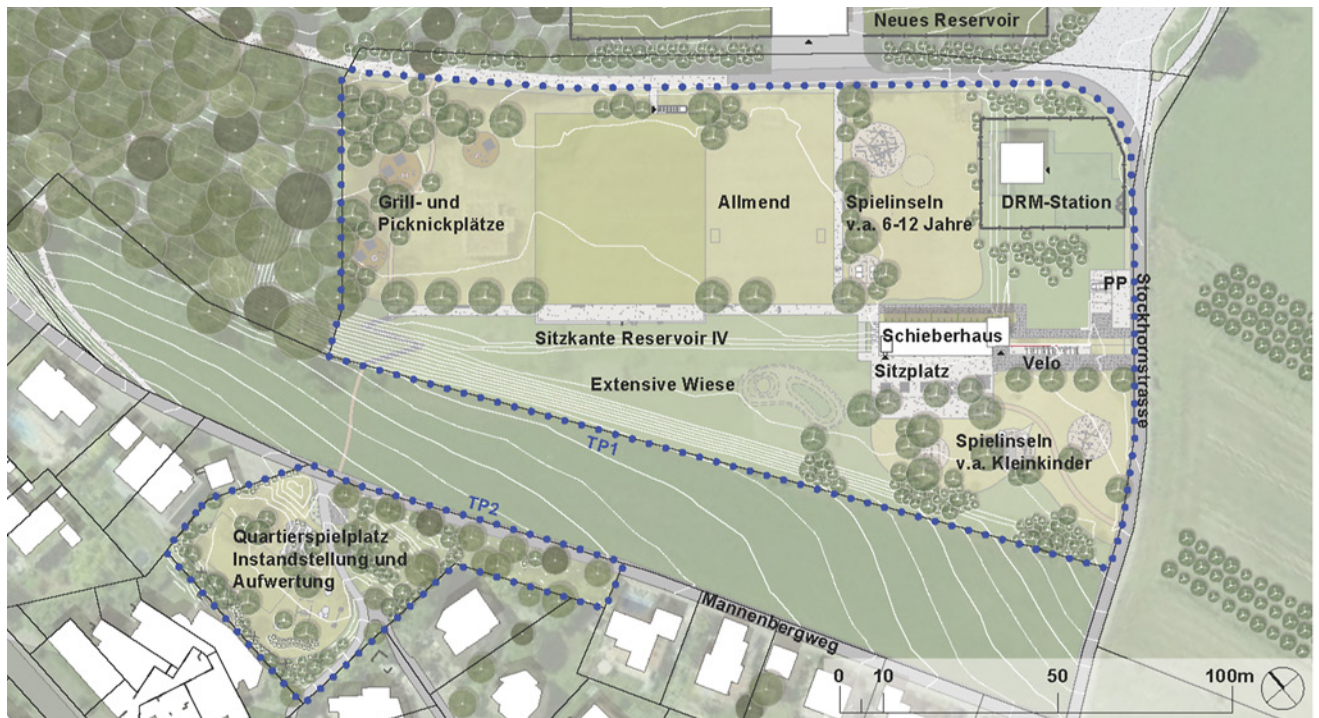 Neues Reservoir
Grill- und
Picknickplätze
Allmend
Spielinseln
v.a. 6-12 Jahre
DRM-Station
PP
Stockhornstrasse
Sitzkante Reservoir IV
Schieberhaus
Velo
Sitzplatz
Extensive Wiese
Spielinseln
v.a. Kleinkinder
TP1
TP2
Quartierspielplatz
Instandstellung und
Aufwertung
Mannenbergweg
0 10 50 100m